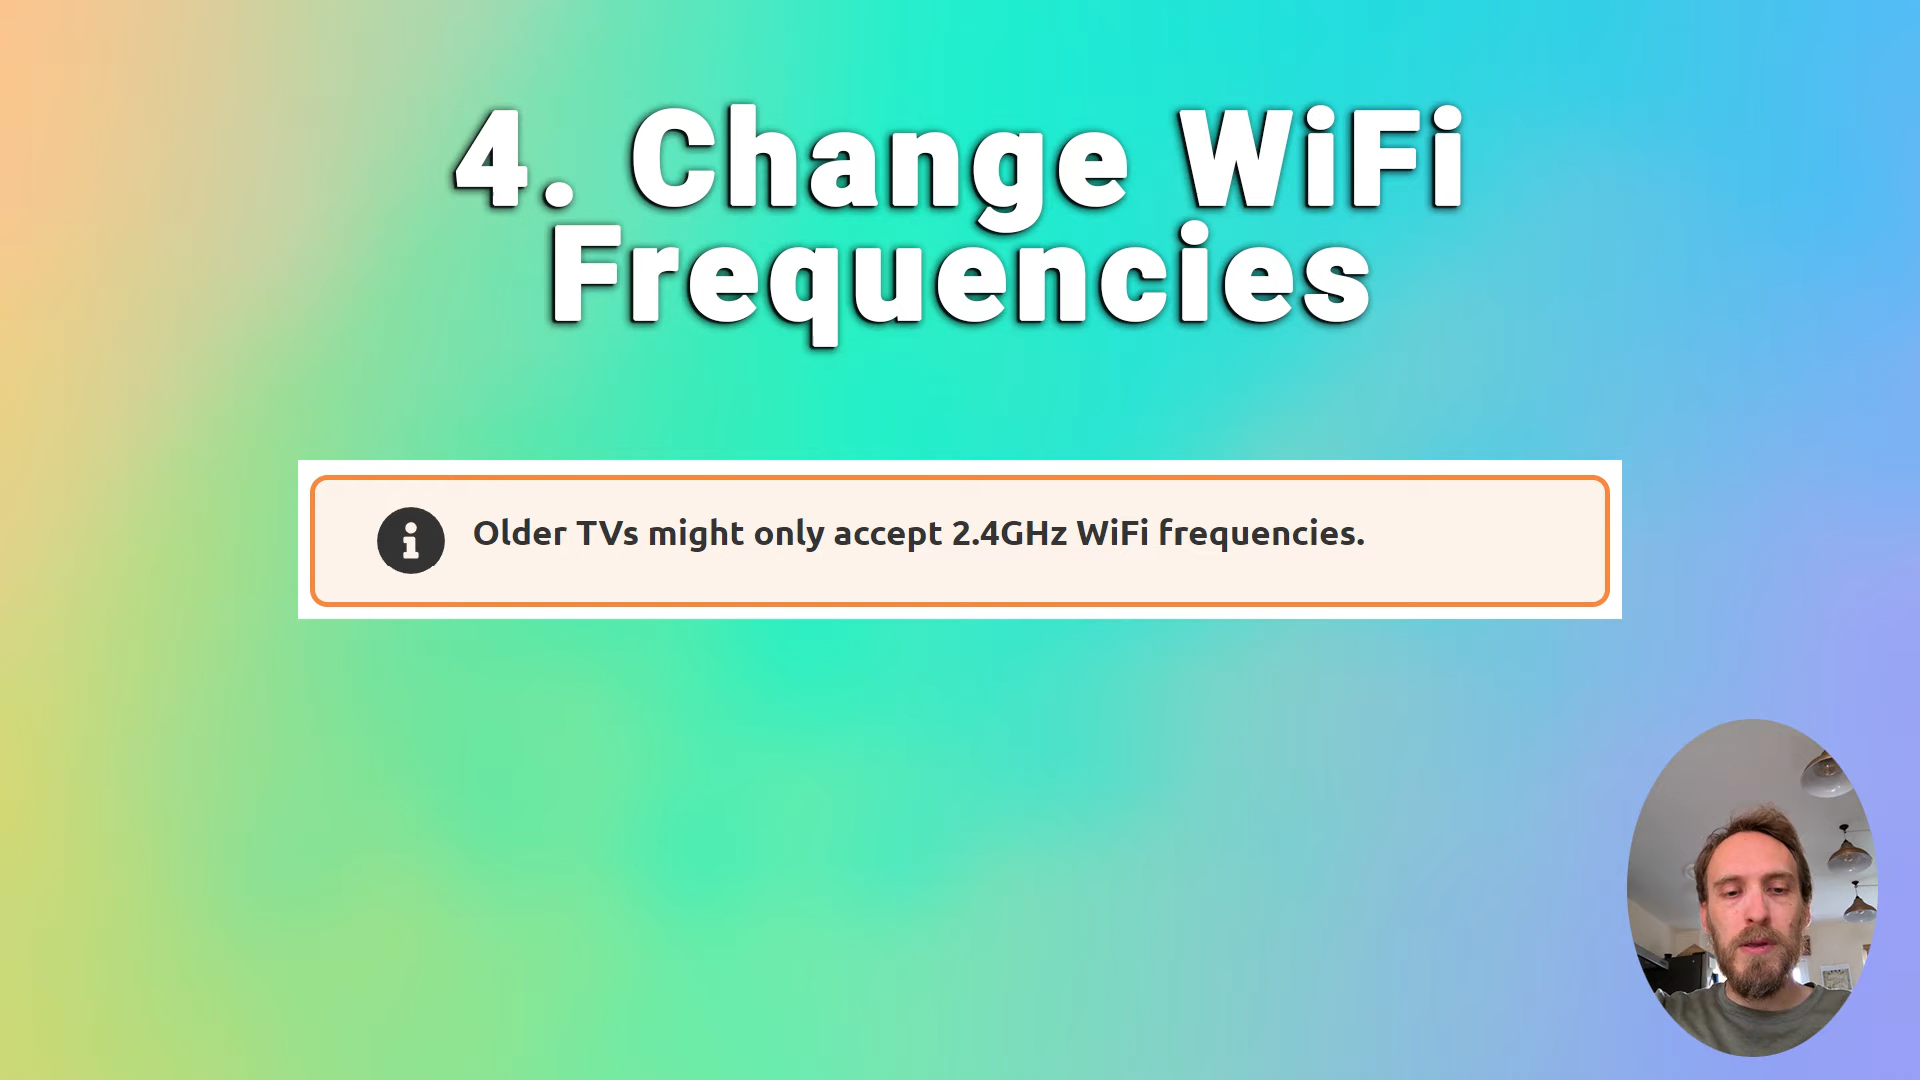 4. Change WiFi
Frequencies
Older TVs might only accept 2.4GHz WiFi frequencies.